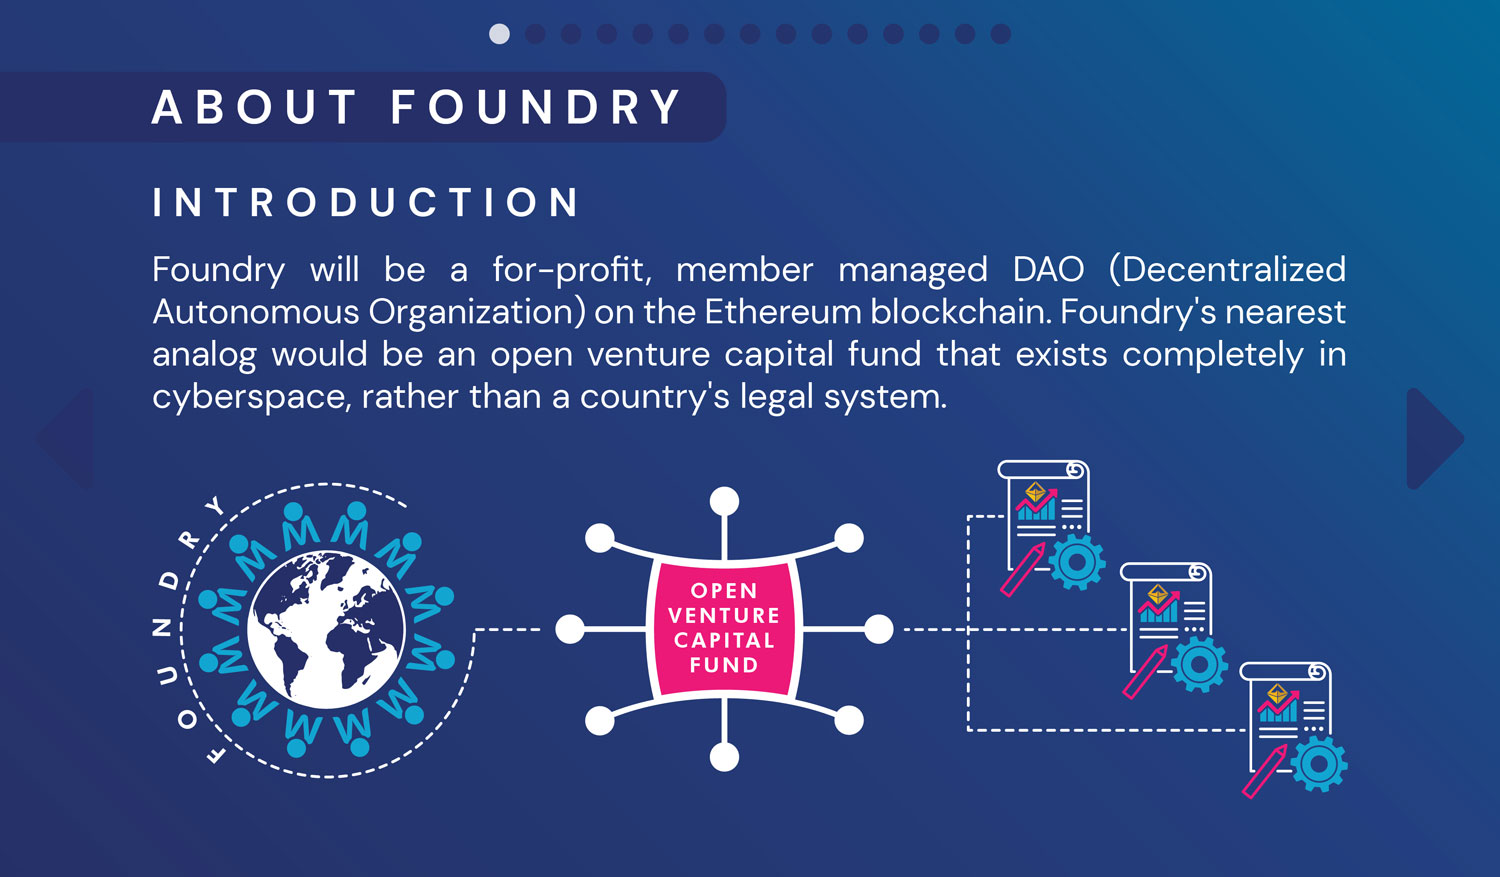 ABOUT FOUNDRY
INTRODUCTION
Foundry will be a for-profit, member managed DAO (Decentralized
Autonomous Organization) on the Ethereum blockchain. Foundry's nearest
analog would be an open venture capital fund that exists completely in
cyberspace, rather than a country's legal system.
FOUNDRY
OPEN
VENTURE
CAPITAL
FUND